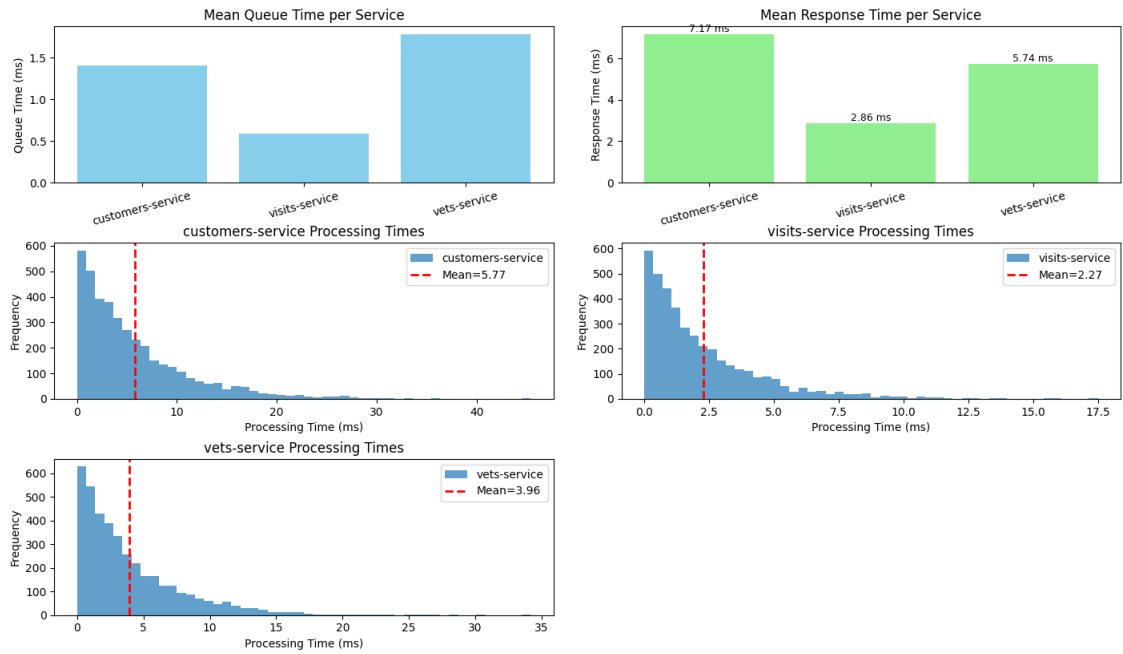 Mean Queue Time per Service
Queue Time (ms)
1.5
1.0
0.5
0.0
customers-service
visits-service
vets-service
Mean Response Time per Service
Response Time (ms)
6
4
2
0
7.17 ms
2.86 ms
5.74 ms
customers-service
visits-service
vets-service
customers-service Processing Times
Frequency
600
500
400
300
200
100
0
customers-service
Mean=5.77
0 10 20 30 40
Processing Time (ms)
visits-service Processing Times
Frequency
600
500
400
300
200
100
0
visits-service
Mean=2.27
0.0 2.5 5.0 7.5 10.0 12.5 15.0 17.5
Processing Time (ms)
vets-service Processing Times
Frequency
600
500
400
300
200
100
0
vets-service
Mean=3.96
0 5 10 15 20 25 30 35
Processing Time (ms)